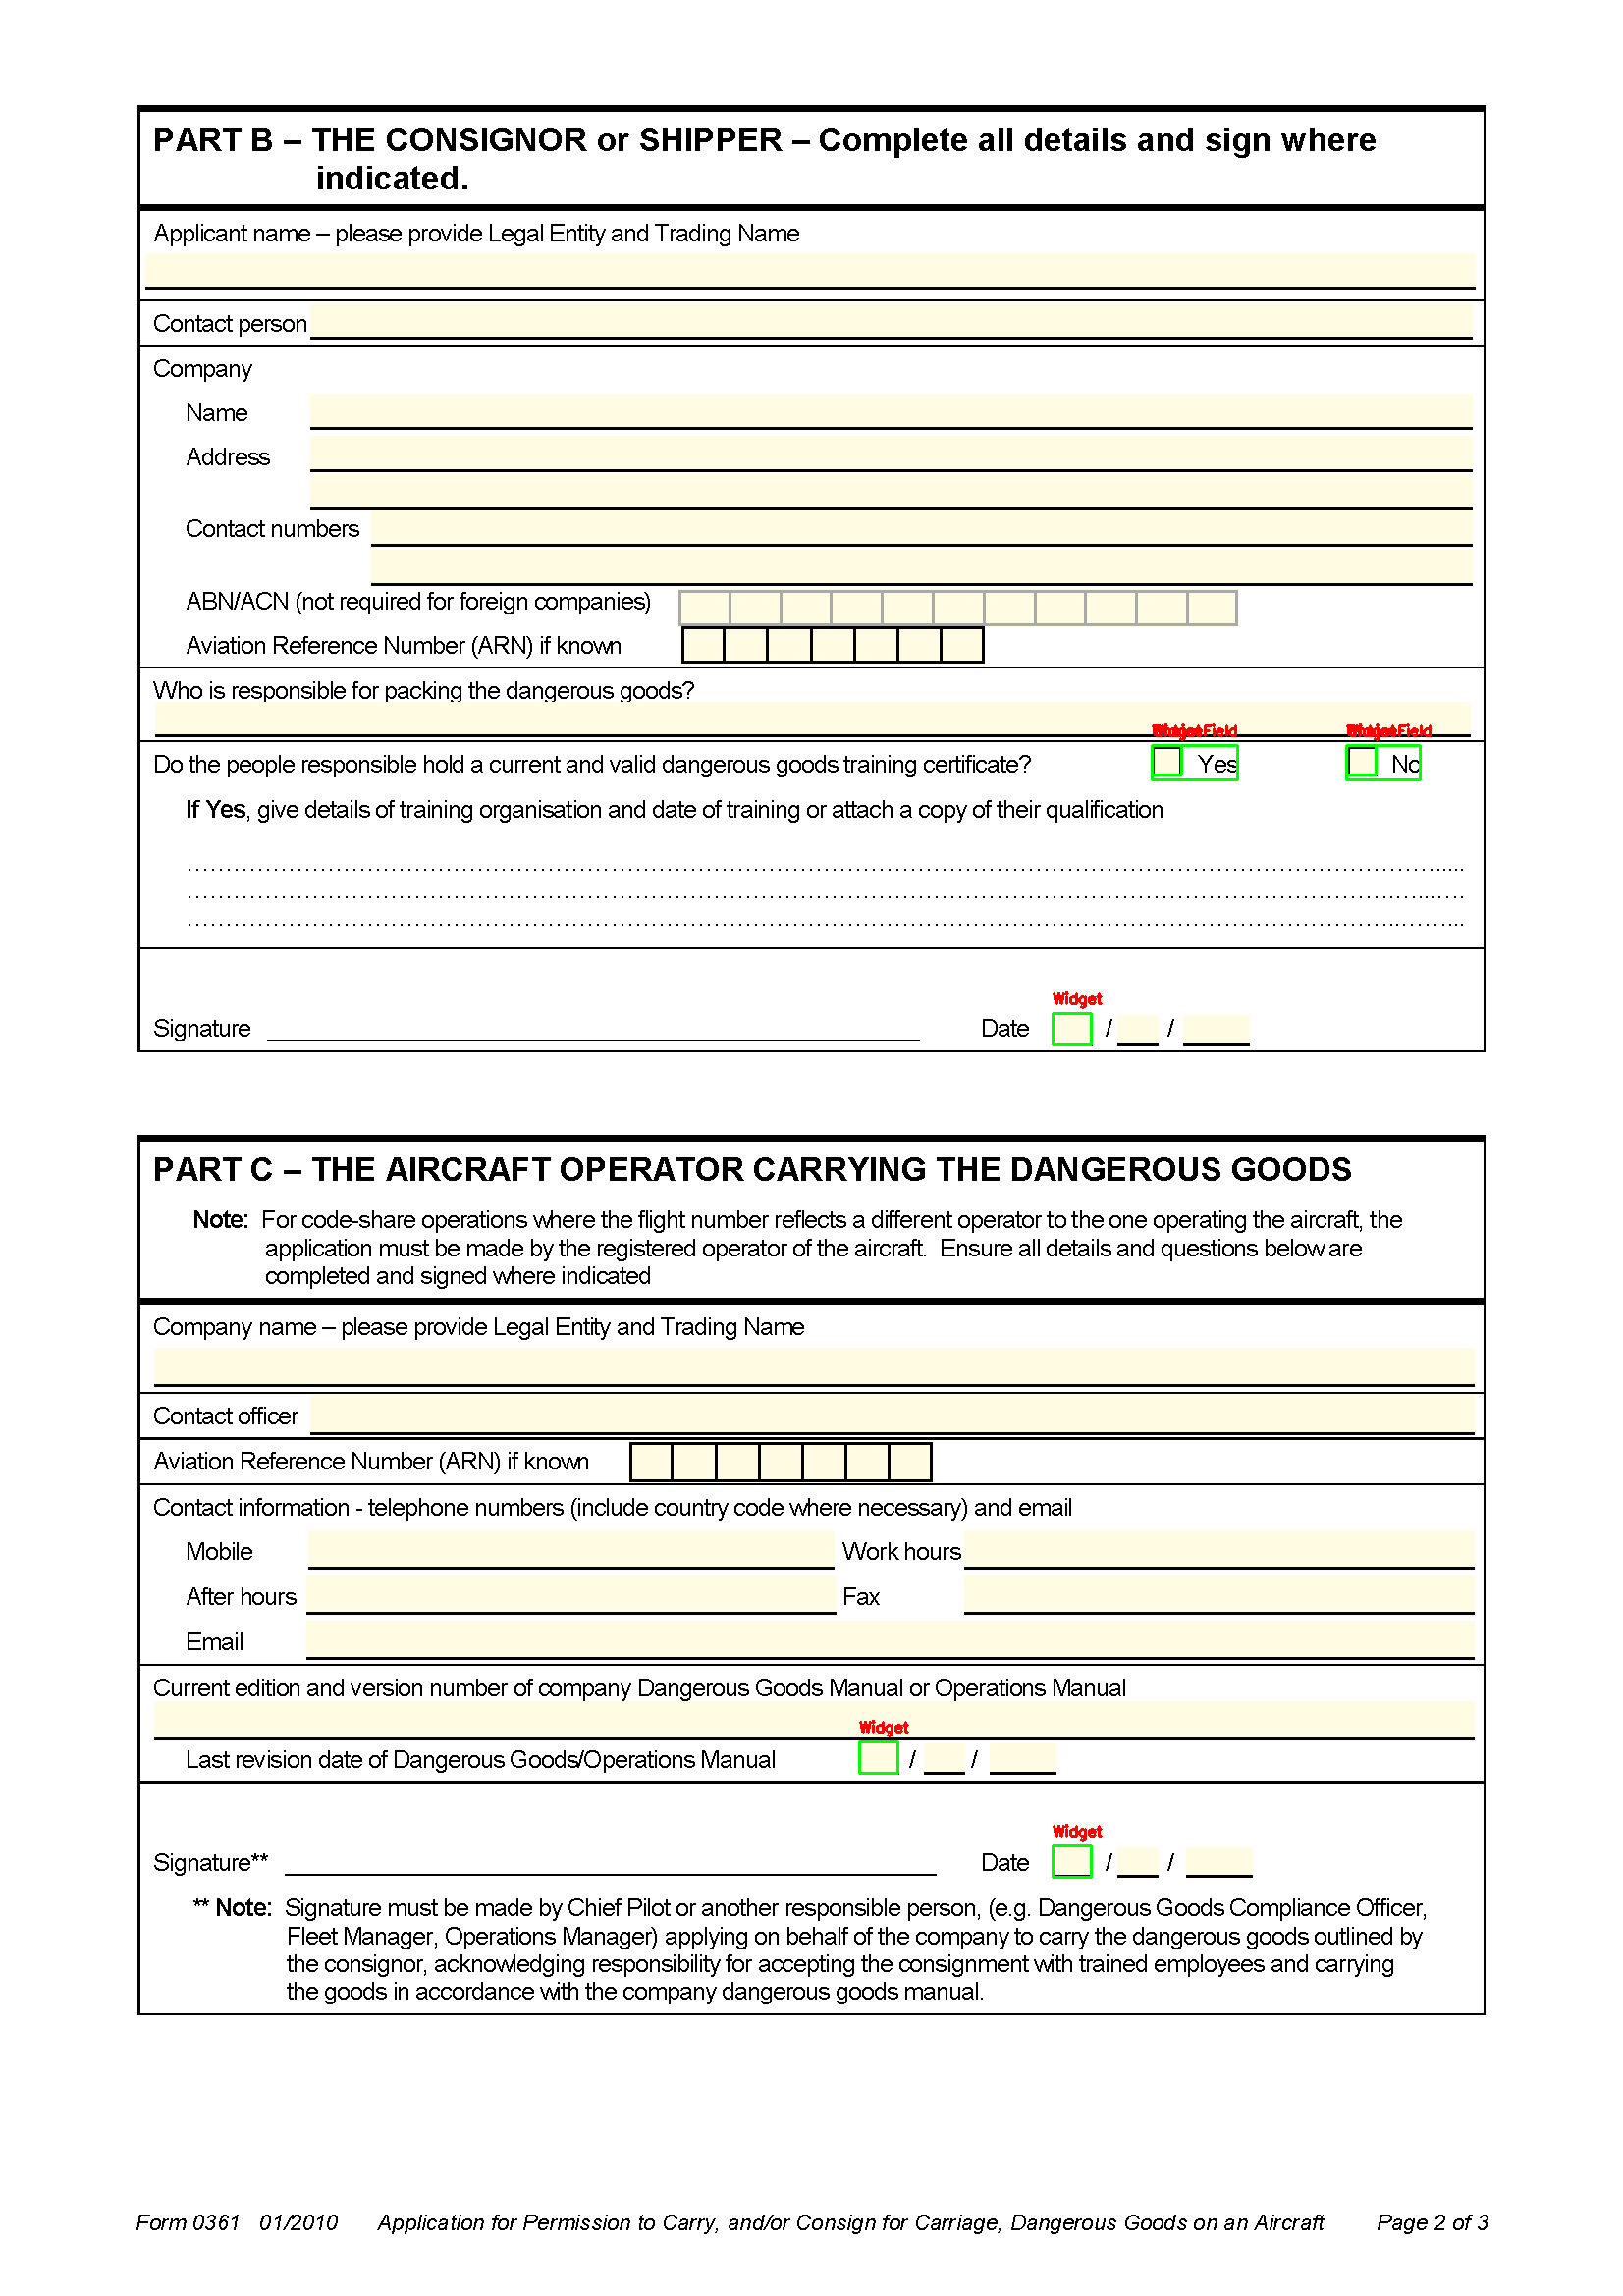 PART B – THE CONSIGNOR or SHIPPER – Complete all details and sign where
indicated.
Applicant name – please provide Legal Entity and Trading Name
Contact person
Company
Name
Address
Contact numbers
ABN/ACN (not required for foreign companies)
Aviation Reference Number (ARN) if known
Who is responsible for packing the dangerous goods?
Do the people responsible hold a current and valid dangerous goods training certificate? Yes No
If Yes, give details of training organisation and date of training or attach a copy of their qualification
Widget
Signature Date / /
PART C – THE AIRCRAFT OPERATOR CARRYING THE DANGEROUS GOODS
Note: For code-share operations where the flight number reflects a different operator to the one operating the aircraft, the
application must be made by the registered operator of the aircraft. Ensure all details and questions below are
completed and signed where indicated
Company name – please provide Legal Entity and Trading Name
Contact officer
Aviation Reference Number (ARN) if known
Contact information - telephone numbers (include country code where necessary) and email
Mobile Work hours
After hours Fax
Email
Current edition and version number of company Dangerous Goods Manual or Operations Manual
Widget
Last revision date of Dangerous Goods/Operations Manual / /
Widget
Signature** Date / /
** Note: Signature must be made by Chief Pilot or another responsible person, (e.g. Dangerous Goods Compliance Officer,
Fleet Manager, Operations Manager) applying on behalf of the company to carry the dangerous goods outlined by
the consignor, acknowledging responsibility for accepting the consignment with trained employees and carrying
the goods in accordance with the company dangerous goods manual.
Form 0361 01/2010 Application for Permission to Carry, and/or Consign for Carriage, Dangerous Goods on an Aircraft Page 2 of 3